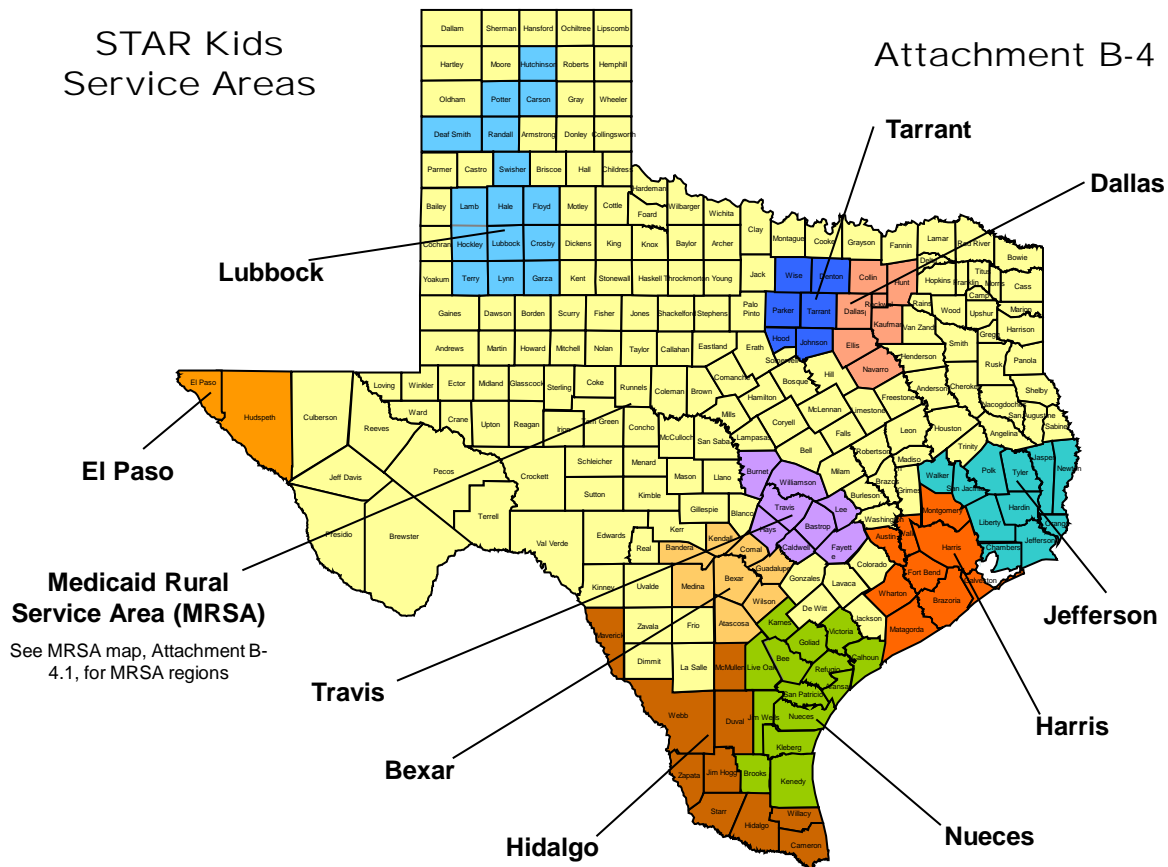 STAR Kids
Service Areas
Attachment B-4
Tarrant
Dallas
Lubbock
El Paso
Medicaid Rural
Service Area (MRSA)
See MRSA map, Attachment B-
4.1, for MRSA regions
Travis
Bexar
Hidalgo
Nueces
Harris
Jefferson
Dallam Sherman Hansford Ochiltree Lipscomb
Hartley Moore Hutchinson Roberts Hemphill
Oldham Potter Carson Gray Wheeler
Deaf Smith Randall Armstrong Donley Collingsworth
Parmer Castro Swisher Briscoe Hall Childress
Hardeman
Bailey Lamb Hale Floyd Motley Cottle Foard Wilbarger Wichita
Clay Montague Cooke Grayson Fannin Lamar Red River Bowie
Cochran Hockley Lubbock Crosby Dickens King Knox Baylor Archer
Yoakum Terry Lynn Garza Kent Stonewall Haskell Throckmorton Young Jack
Wise Denton Collin Hunt Delta Hopkins Franklin Titus Morris Cass
Camp Upshur Marion
Parker Tarrant Dallas Rockwall Kaufman Rains Wood Van Zand Gregg Harrison
Gaines Dawson Borden Scurry Fisher Jones Shackelford Stephens Palo
Pinto
Hood Johnson Ellis Navarro Henderson Smith Rusk Panola
Andrews Martin Howard Mitchell Nolan Taylor Callahan Eastland Erath Somervell
Comanche Bosque Hill Hamilton
Freestone Anderson Cherokee Nacogdoches Shelby
San Augustine Sabine
El Paso Hudspeth Culberson Reeves Loving Winkler Ector Midland Glasscock Sterling Coke Runnels Coleman Brown
Ward Crane Upton Reagan Irion Tom Green Concho McCulloch San Saba Mills Lampasas
Coryell McLennan Limestone Falls Bell Leon Houston Angelina Trinity
Robertson Madiso
Jeff Davis Pecos Crockett Schleicher Menard Mason Llano Burnet Williamson Milam Brazos Burleson Grimes
Walker San Jacinto Polk Tyler Jasper Newton
Presidio Brewster Terrell Sutton Kimble Gillespie Blanco Travis Lee Washington Montgomery Liberty Hardin Orange
Val Verde Edwards Kerr Real Kendall Hays Bastrop Fayett
e
Austin Wall Harris Chambers Jefferson
Bandera Comal Caldwell Guadalupe
Kinney Uvalde Medina Bexar Gonzales Lavaca Colorado Fort Bend Galveston
Wharton Brazoria
Wilson De Witt Jackson Matagorda
Maverick Zavala Frio Atascosa Karnes Victoria Goliad Calhoun
Dimmit La Salle McMullen Live Oak Bee Refugio Aransas
San Patricio
Webb Duval Jim Wells Nueces
Kleberg
Zapata Jim Hogg Brooks Kenedy
Starr Hidalgo Willacy
Cameron